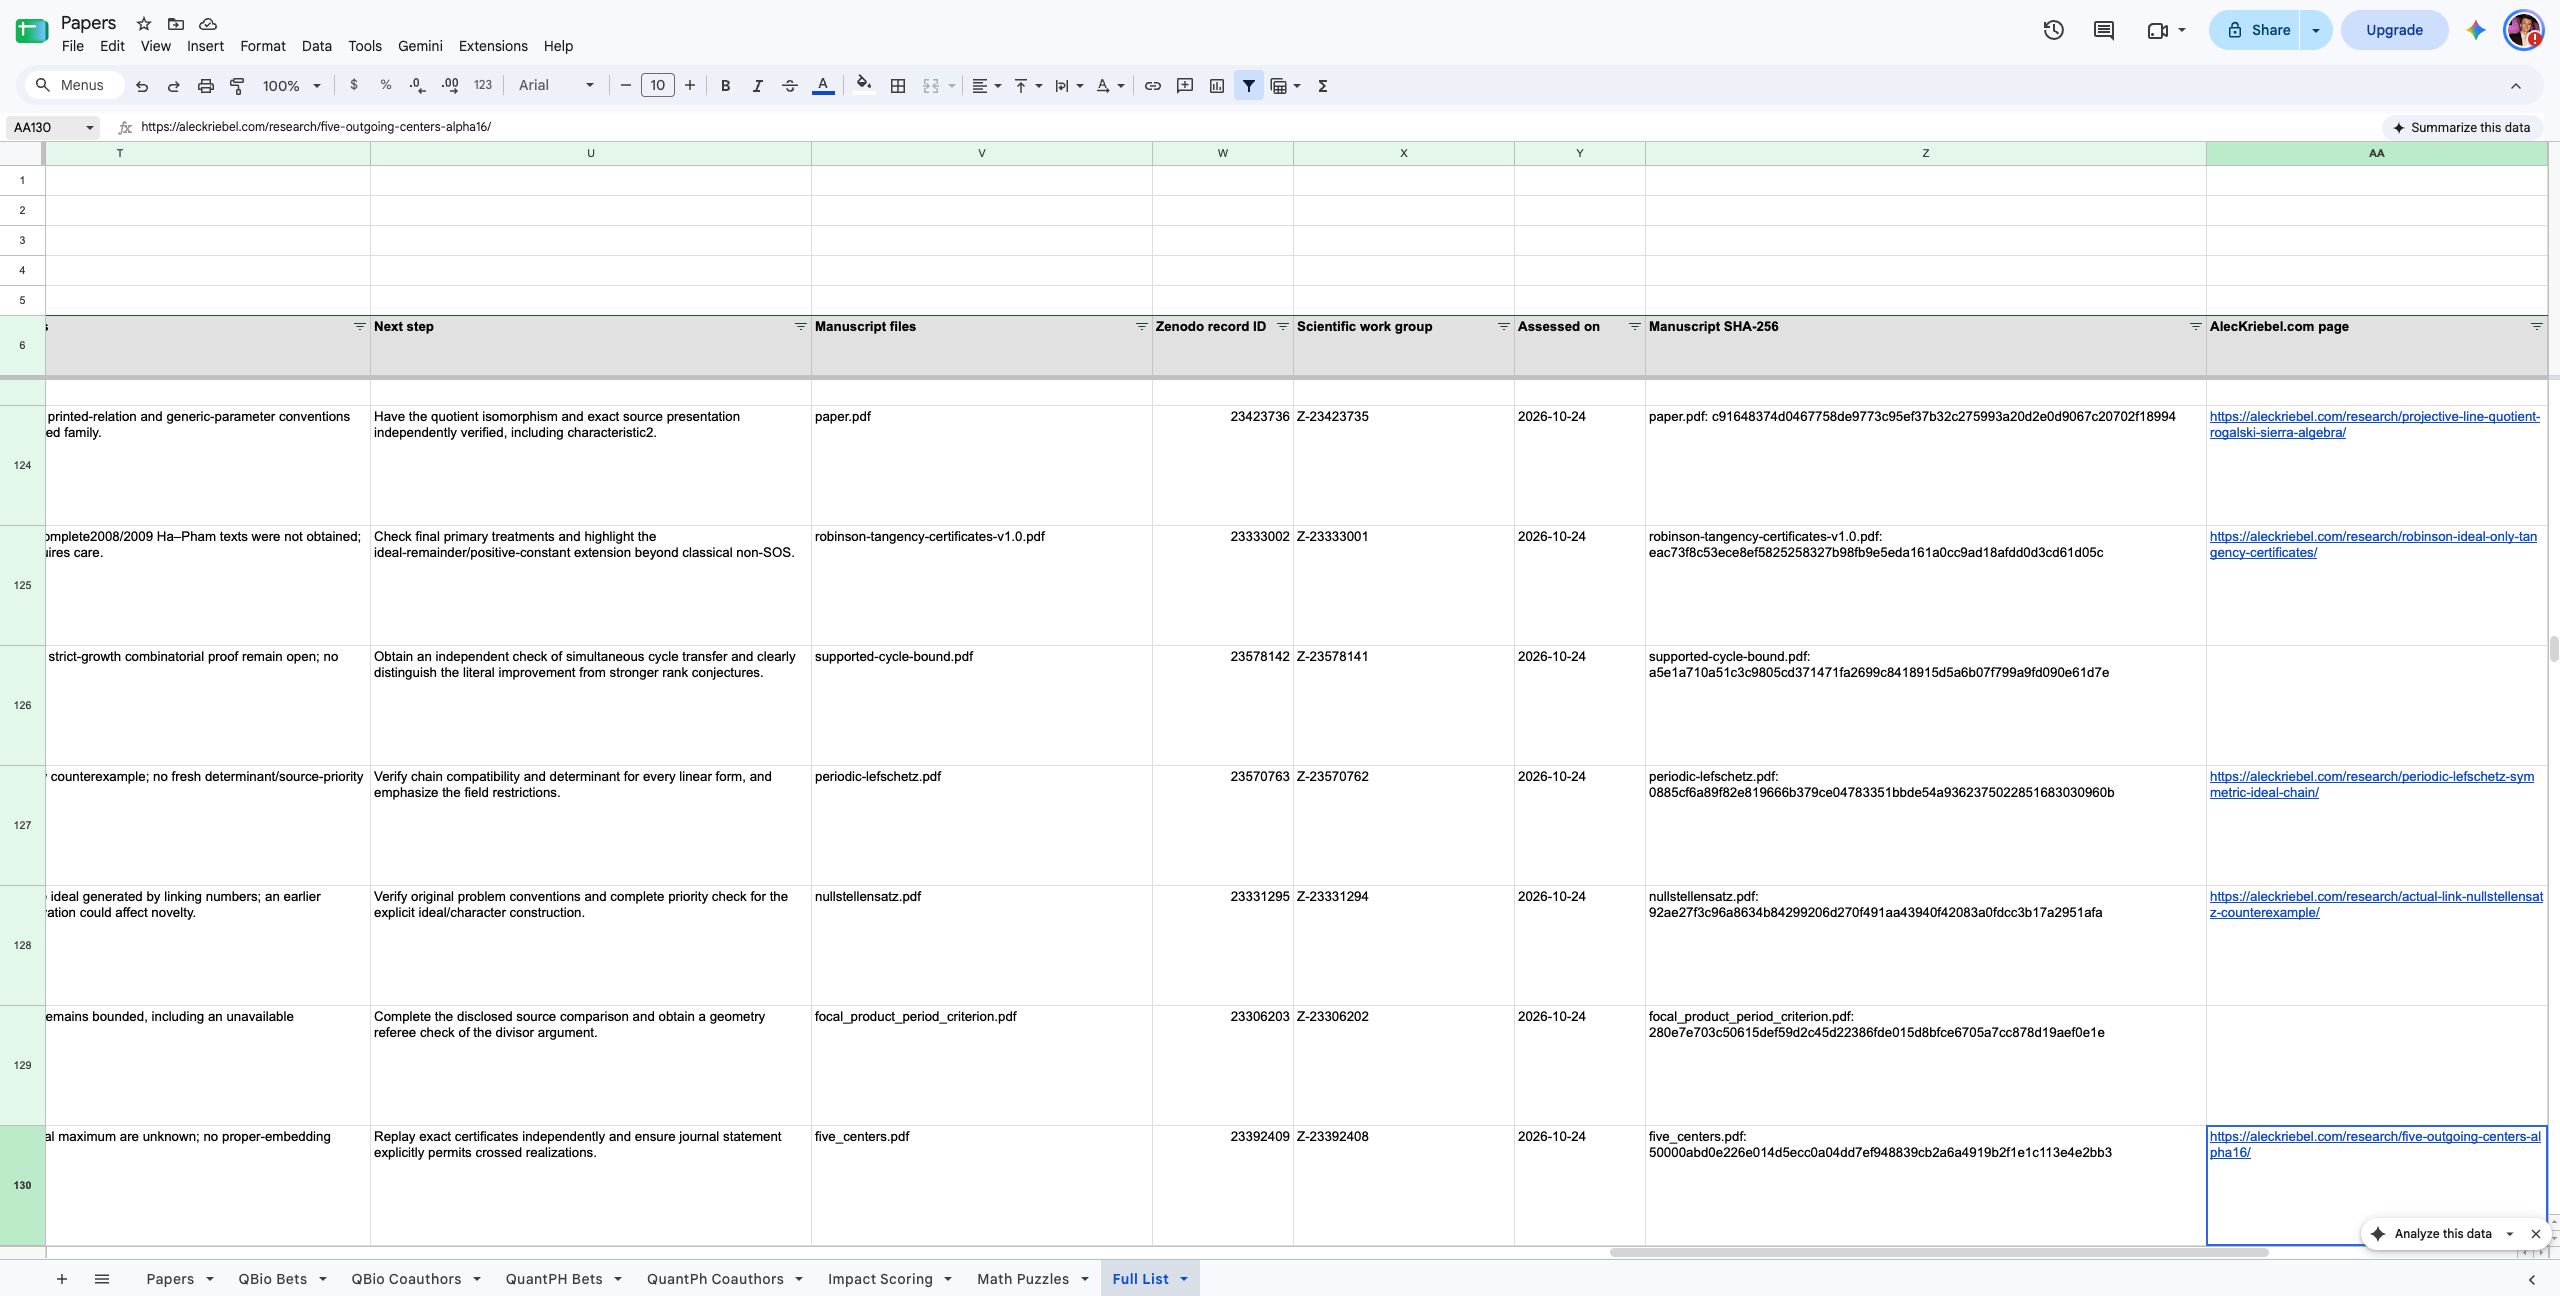 Papers
File Edit View Insert Format Data Tools Gemini Extensions Help
Share
Upgrade
Menus
100%
$ % .0 .00 123
Arial
10
B I A
Σ
AA130
fx https://aleckriebel.com/research/five-outgoing-centers-alpha16/
Summarize this data
T U V W X Y Z AA
1
2
3
4
5
6 s Next step Manuscript files Zenodo record ID Scientific work group Assessed on Manuscript SHA-256 AlecKriebel.com page
124
printed-relation and generic-parameter conventions
ed family.
Have the quotient isomorphism and exact source presentation
independently verified, including characteristic2.
paper.pdf
23423736
Z-23423735
2026-10-24
paper.pdf: c91648374d0467758de9773c95ef37b32c275993a20d2e0d9067c20702f18994
https://aleckriebel.com/research/projective-line-quotient-
rogalski-sierra-algebra/
125
omplete2008/2009 Ha–Pham texts were not obtained;
uires care.
Check final primary treatments and highlight the
ideal-remainder/positive-constant extension beyond classical non-SOS.
robinson-tangency-certificates-v1.0.pdf
23333002
Z-23333001
2026-10-24
robinson-tangency-certificates-v1.0.pdf:
eac73f8c53ece8ef5825258327b98fb9e5eda161a0cc9ad18afdd0d3cd61d05c
https://aleckriebel.com/research/robinson-ideal-only-tan
gency-certificates/
126
strict-growth combinatorial proof remain open; no
Obtain an independent check of simultaneous cycle transfer and clearly
distinguish the literal improvement from stronger rank conjectures.
supported-cycle-bound.pdf
23578142
Z-23578141
2026-10-24
supported-cycle-bound.pdf:
a5e1a710a51c3c9805cd371471fa2699c8418915d5a6b07f799a9fd090e61d7e
127
counterexample; no fresh determinant/source-priority
Verify chain compatibility and determinant for every linear form, and
emphasize the field restrictions.
periodic-lefschetz.pdf
23570763
Z-23570762
2026-10-24
periodic-lefschetz.pdf:
0885cf6a89f82e819666b379ce04783351bbde54a9362375022851683030960b
https://aleckriebel.com/research/periodic-lefschetz-sym
metric-ideal-chain/
128
ideal generated by linking numbers; an earlier
ration could affect novelty.
Verify original problem conventions and complete priority check for the
explicit ideal/character construction.
nullstellensatz.pdf
23331295
Z-23331294
2026-10-24
nullstellensatz.pdf:
92ae27f3c96a8634b84299206d270f491aa43940f42083a0fdcc3b17a2951afa
https://aleckriebel.com/research/actual-link-nullstellensat
z-counterexample/
129
emains bounded, including an unavailable
Complete the disclosed source comparison and obtain a geometry
referee check of the divisor argument.
focal_product_period_criterion.pdf
23306203
Z-23306202
2026-10-24
focal_product_period_criterion.pdf:
280e7e703c50615def59d2c45d22386fde015d8bfce6705a7cc878d19aef0e1e
130
al maximum are unknown; no proper-embedding
Replay exact certificates independently and ensure journal statement
explicitly permits crossed realizations.
five_centers.pdf
23392409
Z-23392408
2026-10-24
five_centers.pdf:
50000abd0e226e014d5ecc0a04dd7ef948839cb2a6a4919b2f1e1c113e4e2bb3
https://aleckriebel.com/research/five-outgoing-centers-al
pha16/
Analyze this data
Papers QBio Bets QBio Coauthors QuantPH Bets QuantPh Coauthors Impact Scoring Math Puzzles Full List